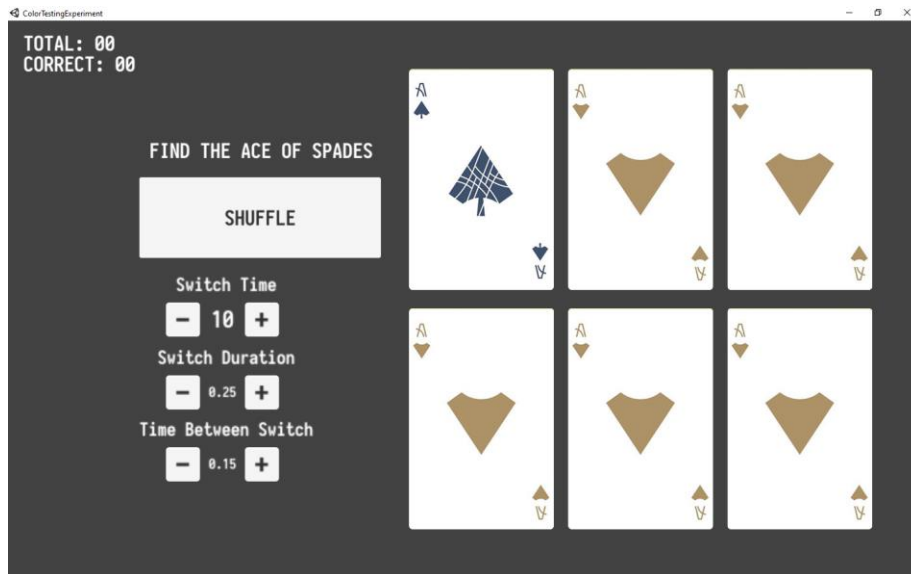 ColorTestingExperiment
TOTAL: 00
CORRECT: 00
FIND THE ACE OF SPADES
SHUFFLE
Switch Time
− 10 +
Switch Duration
− 0.25 +
Time Between Switch
− 0.15 +
A
A
A
A
A
A
A
A
A
A
A
A